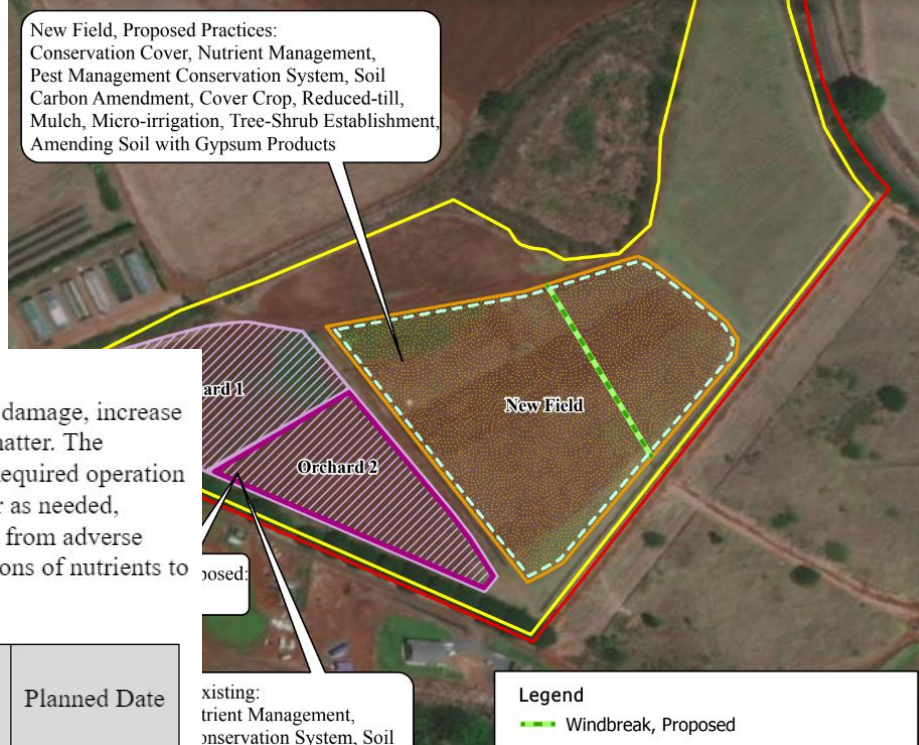 New Field, Proposed Practices:
Conservation Cover, Nutrient Management,
Pest Management Conservation System, Soil
Carbon Amendment, Cover Crop, Reduced-till,
Mulch, Micro-irrigation, Tree-Shrub Establishment,
Amending Soil with Gypsum Products
ard 1
New Field
Orchard 2
damage, increase
natter. The
equired operation
r as needed,
from adverse
ons of nutrients to
Planned Date
posed:
xisting:
trient Management,
onservation System, Soil
Legend
Windbreak, Proposed